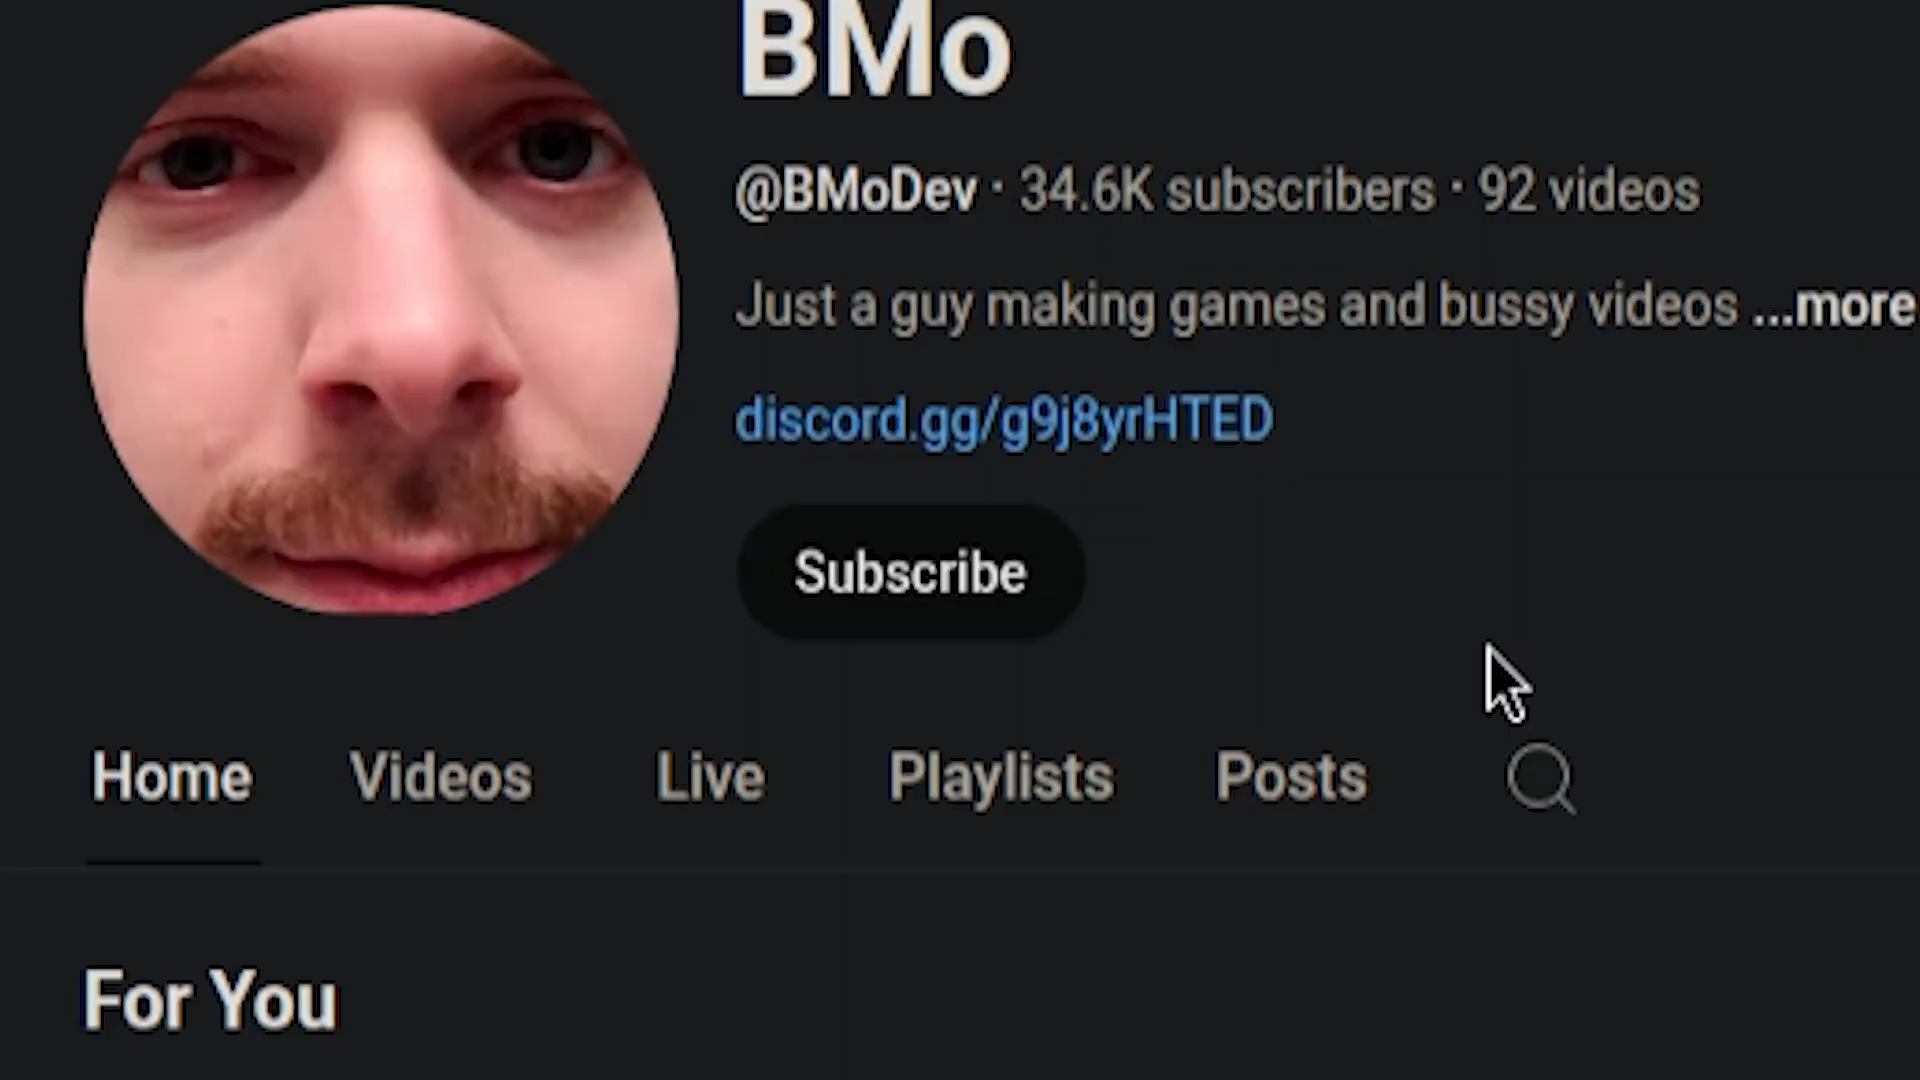 BMo
@BMoDev · 34.6K subscribers · 92 videos
Just a guy making games and bussy videos ...more
discord.gg/g9j8yrHTED
Subscribe
Home Videos Live Playlists Posts
For You